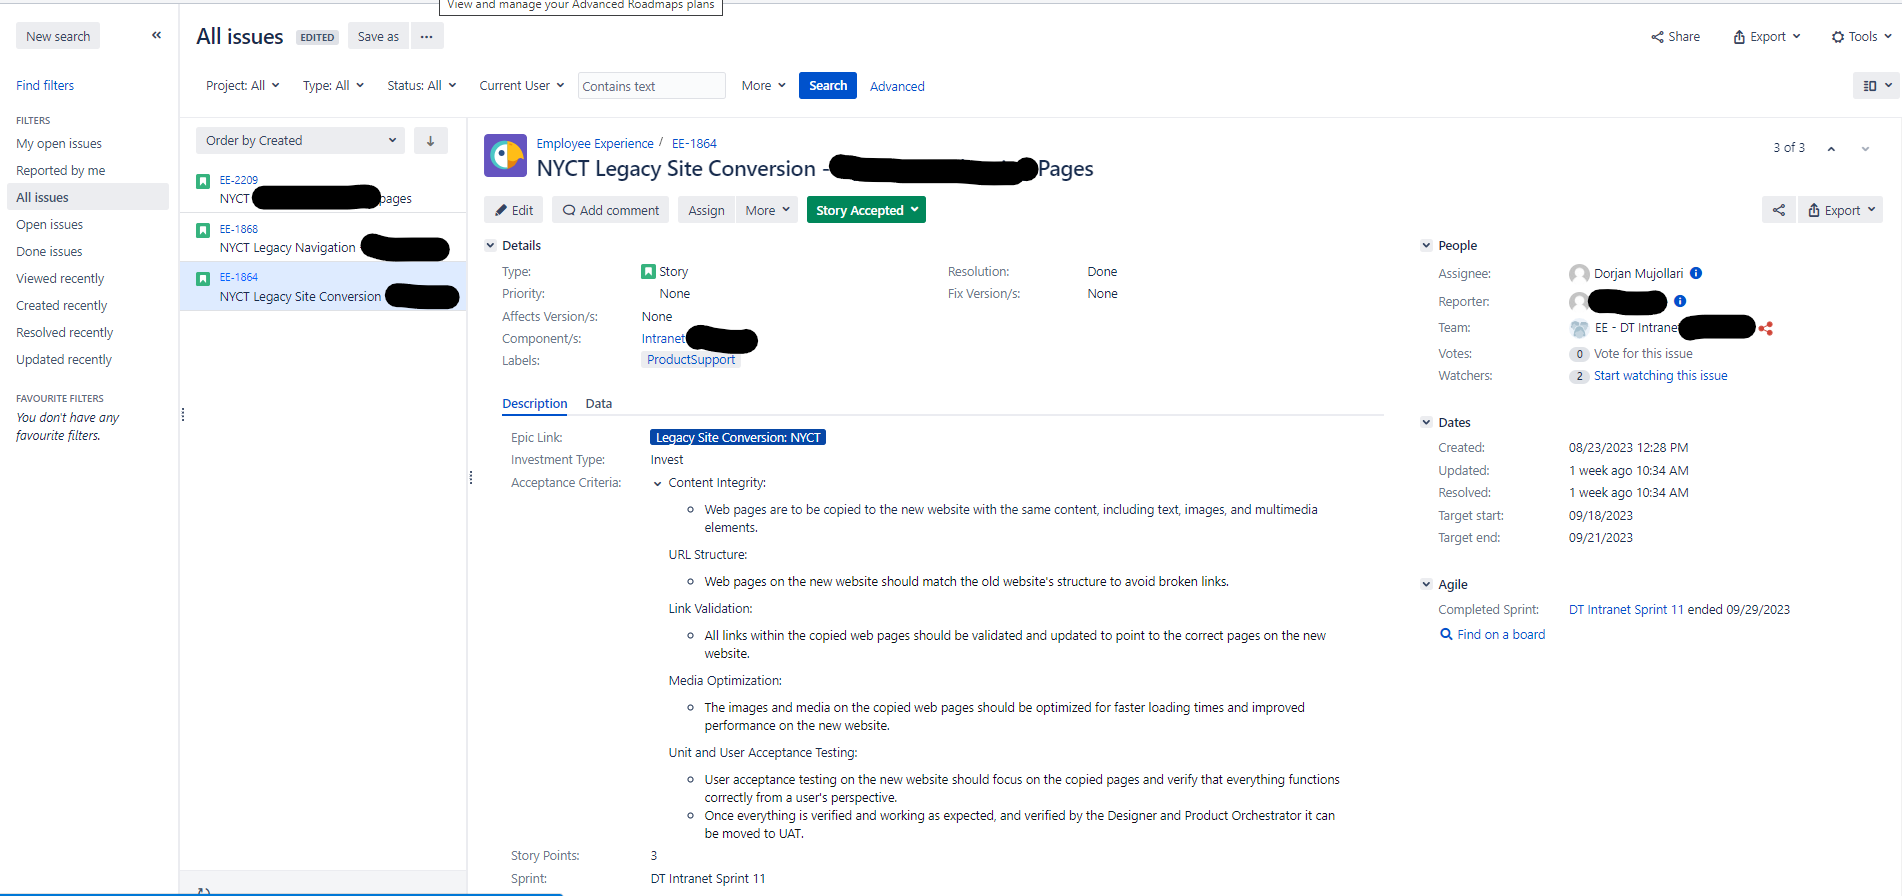 View and manage your Advanced Roadmaps plans
New search
«
Find filters
FILTERS
My open issues
Reported by me
All issues
Open issues
Done issues
Viewed recently
Created recently
Resolved recently
Updated recently
FAVOURITE FILTERS
You don't have any
favourite filters.
All issues EDITED Save as ...
Share Export Tools
Project: All Type: All Status: All Current User Contains text More Search Advanced
Order by Created
EE-2209
NYCT pages
EE-1868
NYCT Legacy Navigation
EE-1864
NYCT Legacy Site Conversion
Employee Experience / EE-1864
NYCT Legacy Site Conversion - Pages
3 of 3
Edit Add comment Assign More Story Accepted
Export
Details
Type: Story
Resolution: Done
Priority: None
Fix Version/s: None
Affects Version/s: None
Component/s: Intranet
Labels: ProductSupport
Description Data
Epic Link: Legacy Site Conversion: NYCT
Investment Type: Invest
Acceptance Criteria: Content Integrity:
Web pages are to be copied to the new website with the same content, including text, images, and multimedia
elements.
URL Structure:
Web pages on the new website should match the old website's structure to avoid broken links.
Link Validation:
All links within the copied web pages should be validated and updated to point to the correct pages on the new
website.
Media Optimization:
The images and media on the copied web pages should be optimized for faster loading times and improved
performance on the new website.
Unit and User Acceptance Testing:
User acceptance testing on the new website should focus on the copied pages and verify that everything functions
correctly from a user's perspective.
Once everything is verified and working as expected, and verified by the Designer and Product Orchestrator it can
be moved to UAT.
Story Points: 3
Sprint: DT Intranet Sprint 11
People
Assignee: Dorjan Mujollari
Reporter:
Team: EE - DT Intranet
Votes: 0 Vote for this issue
Watchers: 2 Start watching this issue
Dates
Created: 08/23/2023 12:28 PM
Updated: 1 week ago 10:34 AM
Resolved: 1 week ago 10:34 AM
Target start: 09/18/2023
Target end: 09/21/2023
Agile
Completed Sprint: DT Intranet Sprint 11 ended 09/29/2023
Find on a board